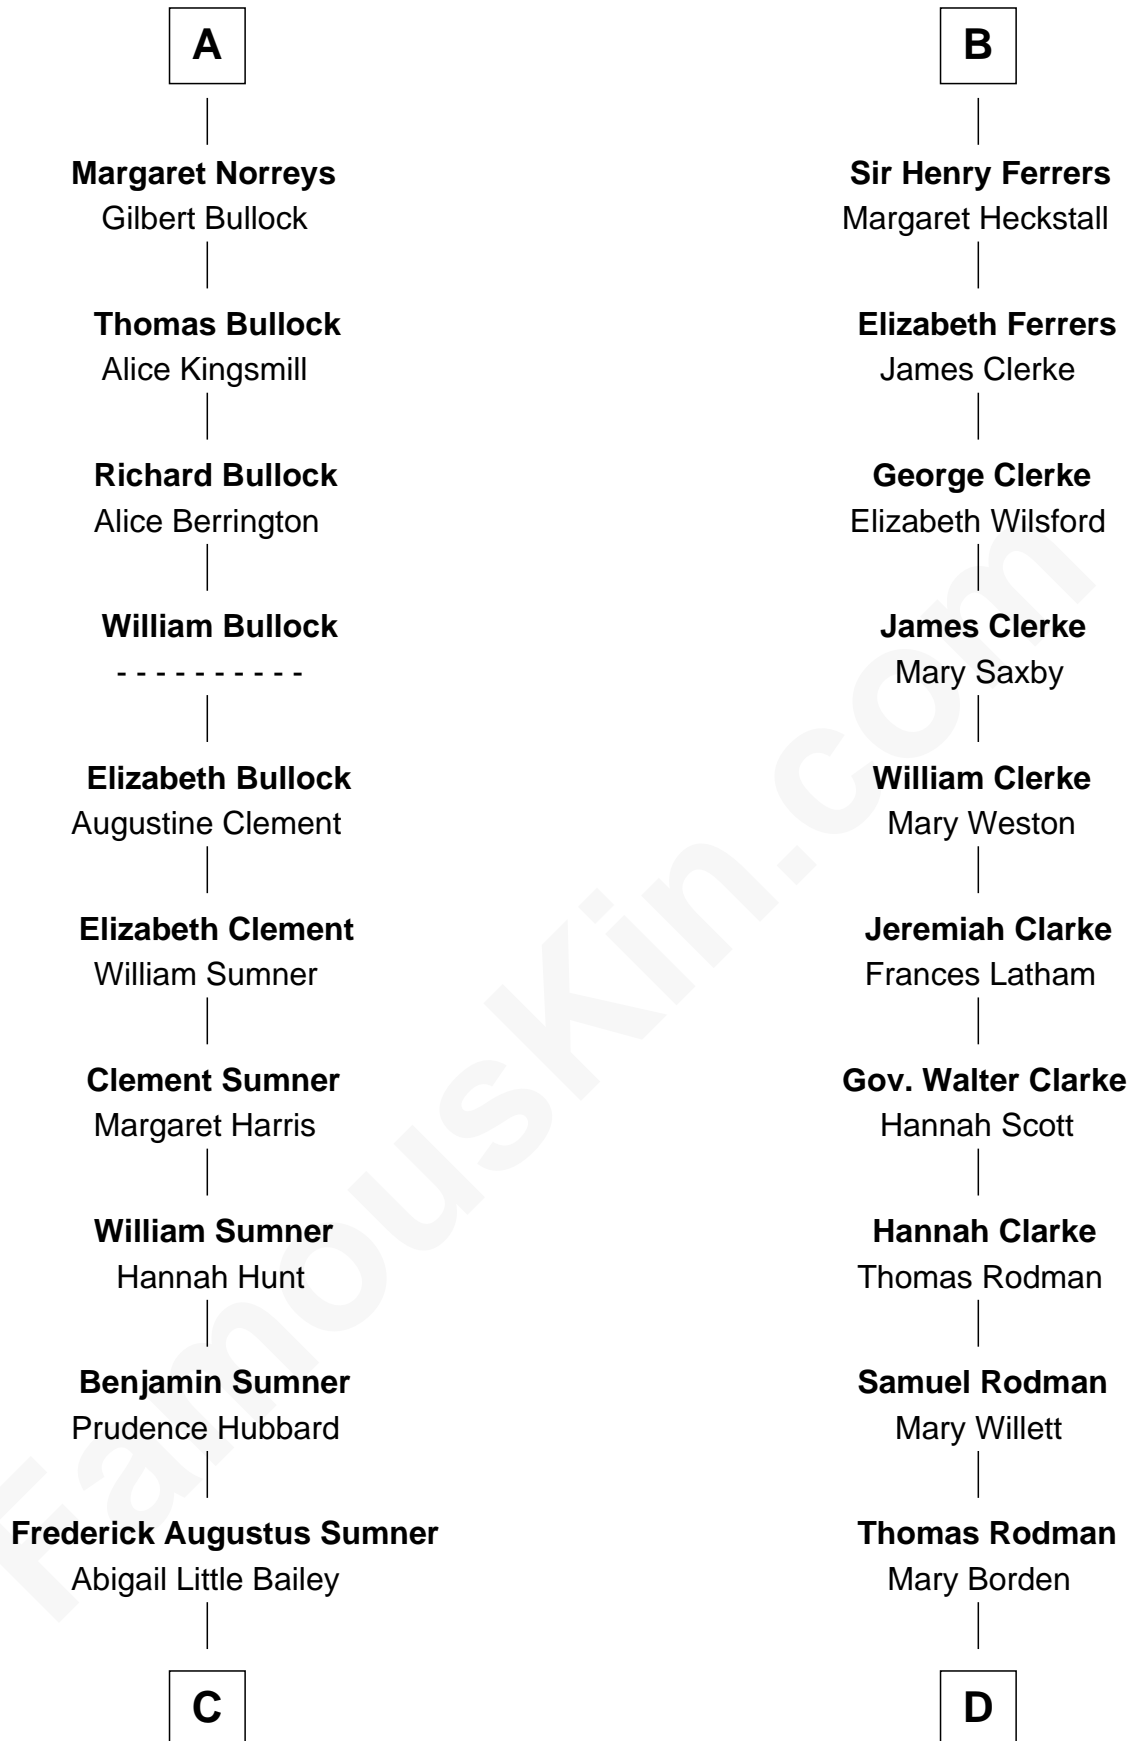 A
Margaret Norreys
Gilbert Bullock
Thomas Bullock
Alice Kingsmill
Richard Bullock
Alice Berrington
William Bullock
- - - - - - - - - -
Elizabeth Bullock
Augustine Clement
Elizabeth Clement
William Sumner
Clement Sumner
Margaret Harris
William Sumner
Hannah Hunt
Benjamin Sumner
Prudence Hubbard
Frederick Augustus Sumner
Abigail Little Bailey
C
B
Sir Henry Ferrers
Margaret Heckstall
Elizabeth Ferrers
James Clerke
George Clerke
Elizabeth Wilsford
James Clerke
Mary Saxby
William Clerke
Mary Weston
Jeremiah Clarke
Frances Latham
Gov. Walter Clarke
Hannah Scott
Hannah Clarke
Thomas Rodman
Samuel Rodman
Mary Willett
Thomas Rodman
Mary Borden
D
FamousKin.com